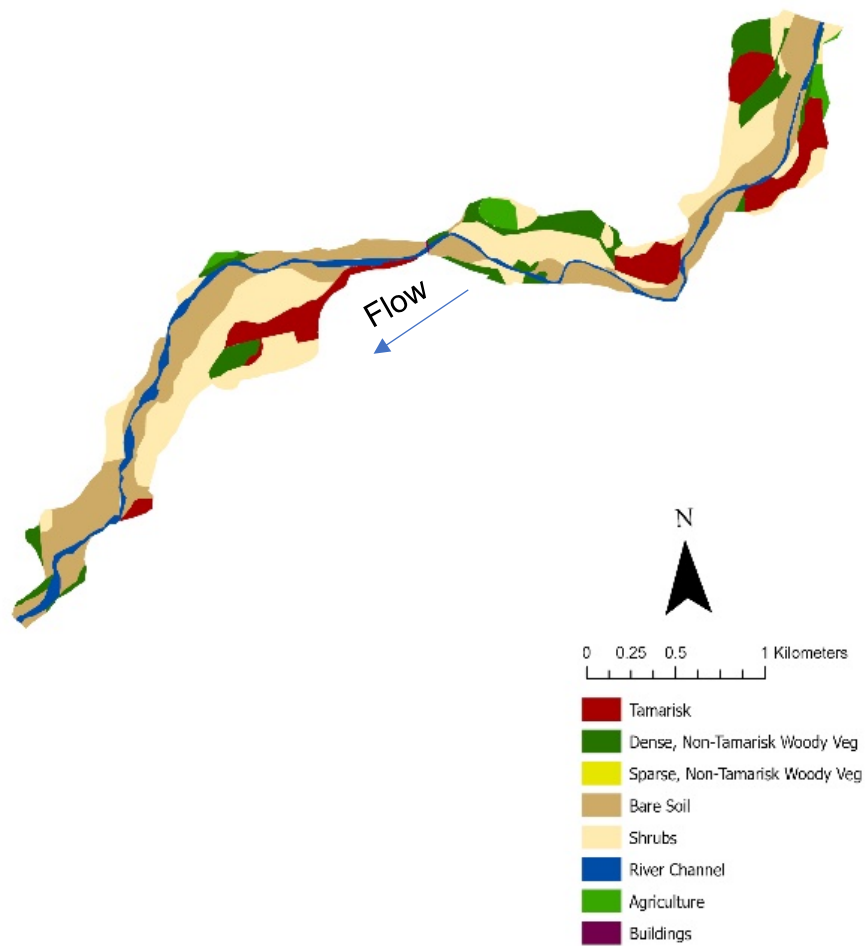 Flow
N
0 0.25 0.5 1 Kilometers
Tamarisk
Dense, Non-Tamarisk Woody Veg
Sparse, Non-Tamarisk Woody Veg
Bare Soil
Shrubs
River Channel
Agriculture
Buildings